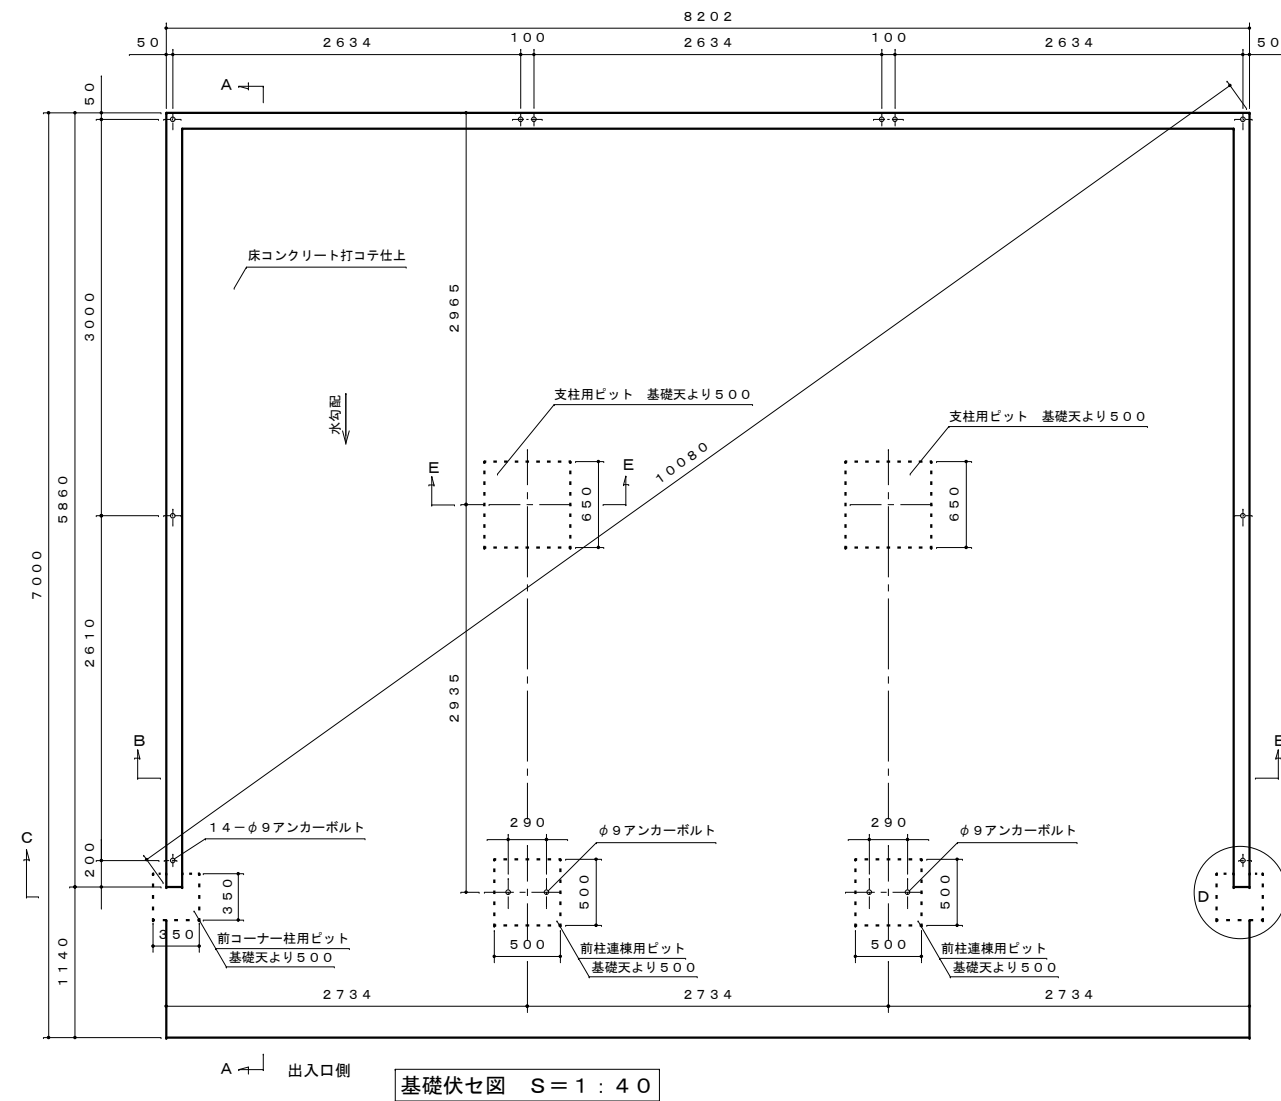 8202
50
2634
100
2634
100
2634
50
A
50
床コンクリート打コテ仕上
3000
2965
支柱用ピット 基礎天より500
支柱用ピット 基礎天より500
水勾配
10080
E
E
5860
650
650
7000
2610
2935
B
B
C
14-φ9アンカーボルト
290
φ9アンカーボルト
290
φ9アンカーボルト
200
350
500
500
D
350
前コーナー柱用ピット
基礎天より500
500
前柱連棟用ピット
基礎天より500
500
前柱連棟用ピット
基礎天より500
1140
2734
2734
2734
A
出入口側
基礎伏セ図 S=1:40